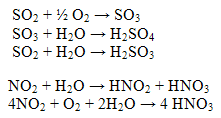 SO₂ + ½ O₂ → SO₃
SO₃ + H₂O → H₂SO₄
SO₂ + H₂O → H₂SO₃
NO₂ + H₂O → HNO₂ + HNO₃
4NO₂ + O₂ + 2H₂O → 4 HNO₃